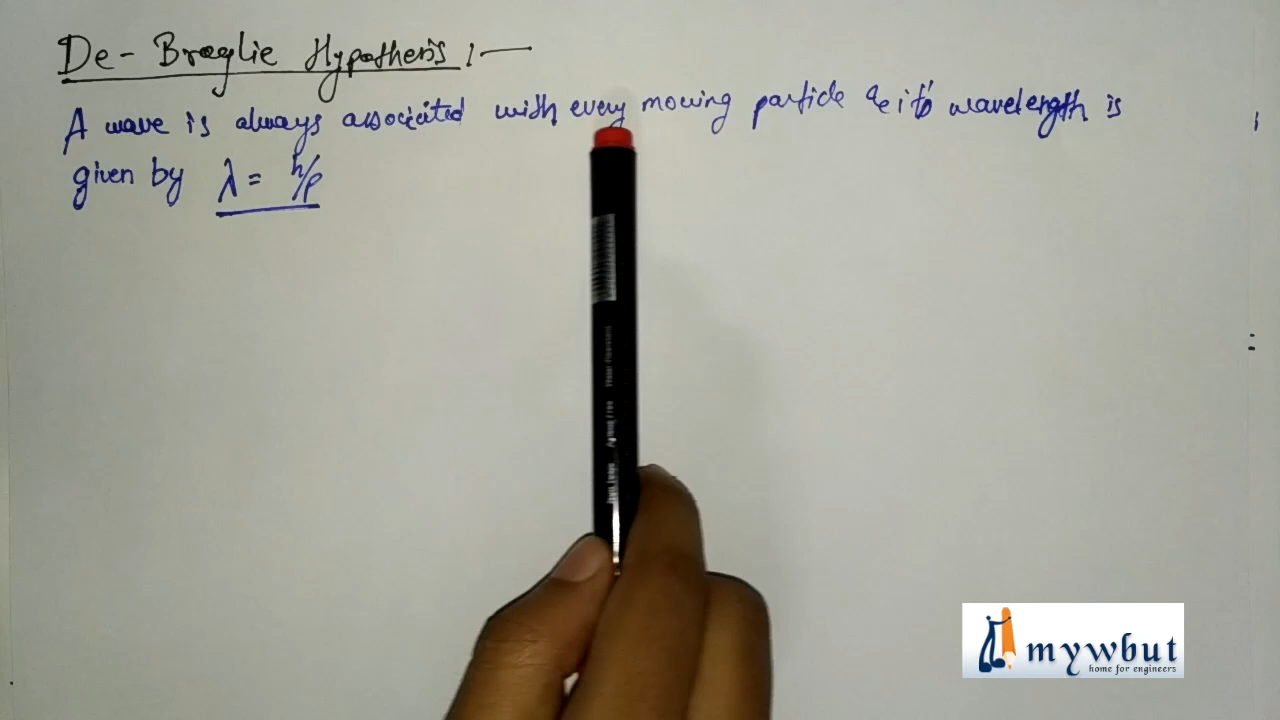 De- Broglie Hypothesis :-
A wave is always associated with every moving particle & its wavelength is
given by λ = h/p
mywbut
home for engineers